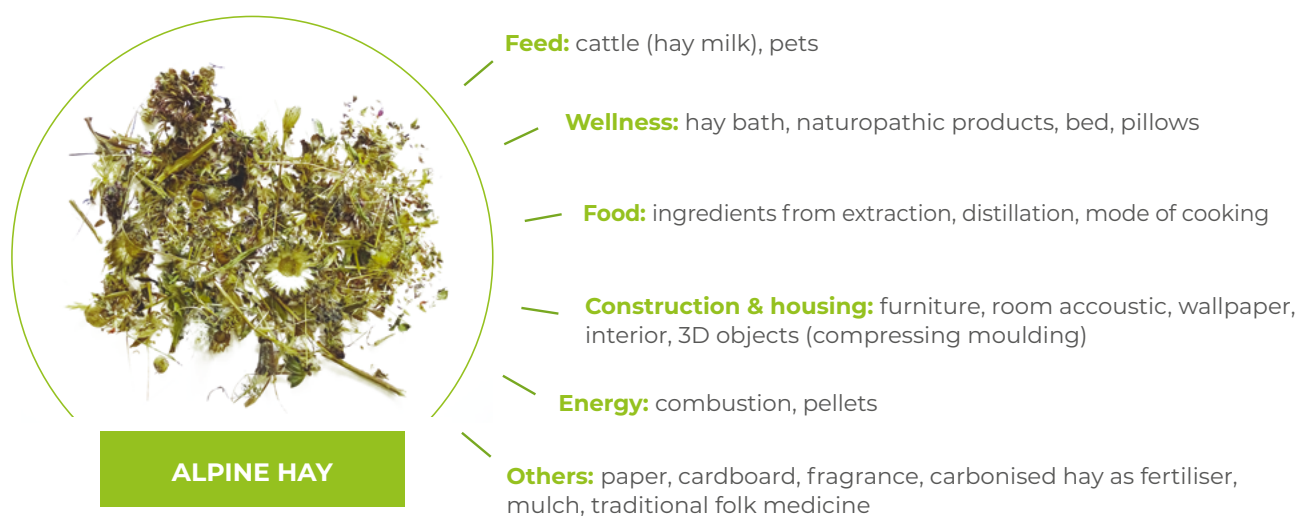 Feed: cattle (hay milk), pets
Wellness: hay bath, naturopathic products, bed, pillows
Food: ingredients from extraction, distillation, mode of cooking
Construction & housing: furniture, room accoustic, wallpaper,
interior, 3D objects (compressing moulding)
Energy: combustion, pellets
ALPINE HAY
Others: paper, cardboard, fragrance, carbonised hay as fertiliser,
mulch, traditional folk medicine